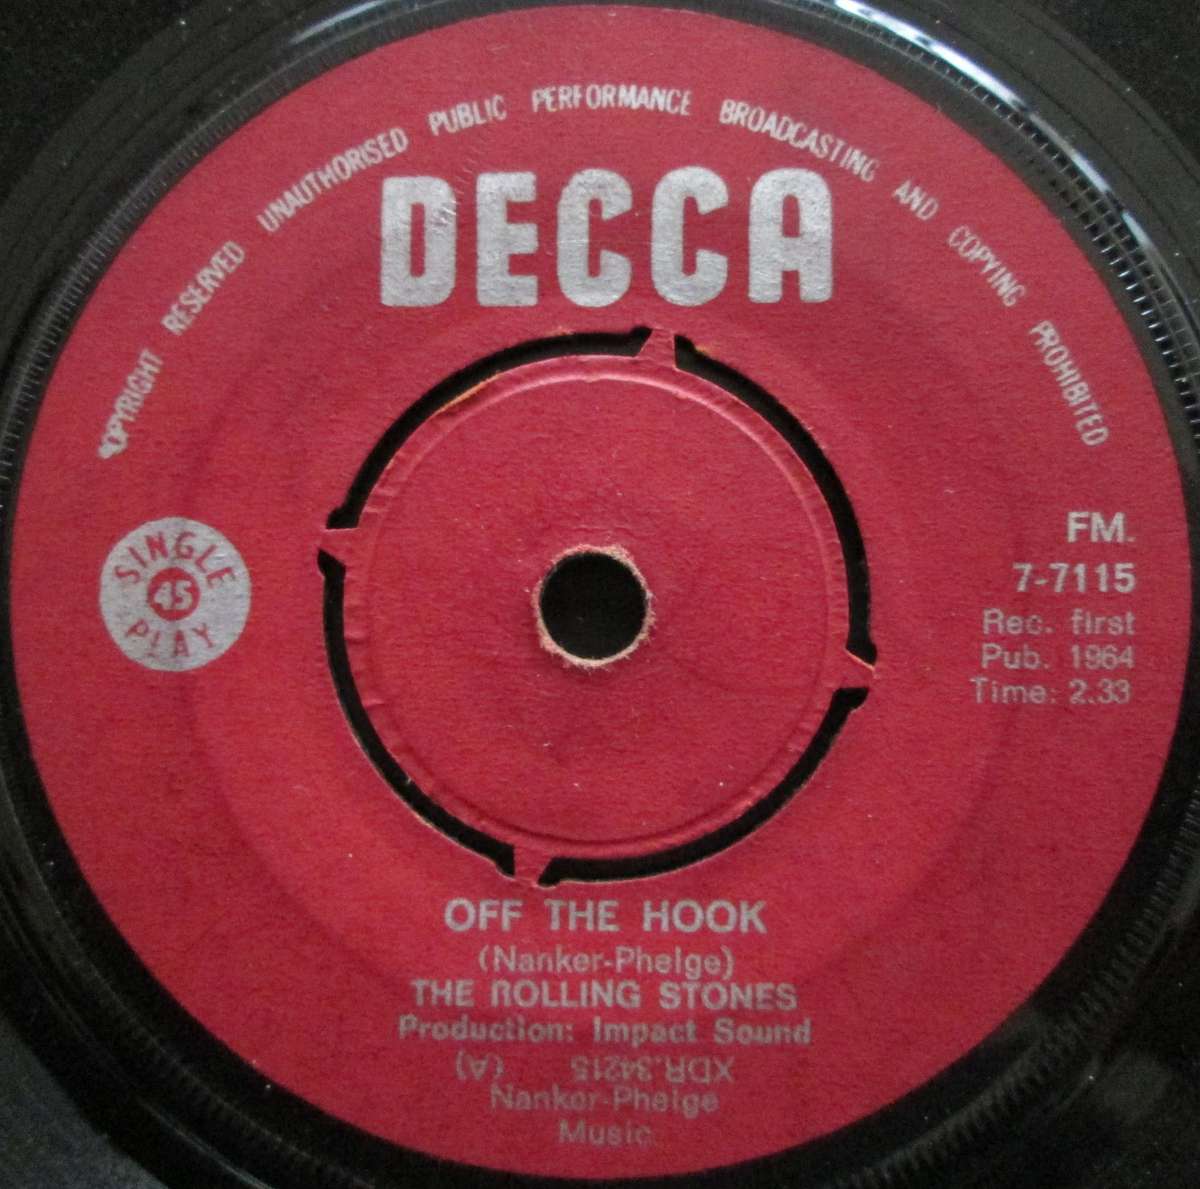 COPYRIGHT RESERVED UNAUTHORISED PUBLIC PERFORMANCE BROADCASTING AND COPYING PROHIBITED
DECCA
SINGLE
45
PLAY
FM.
7-7115
Rec. first
Pub. 1964
Time: 2.33
OFF THE HOOK
(Nanker-Phelge)
THE ROLLING STONES
Production: Impact Sound
XDR.34215 (A)
Nanker-Phelge
Music